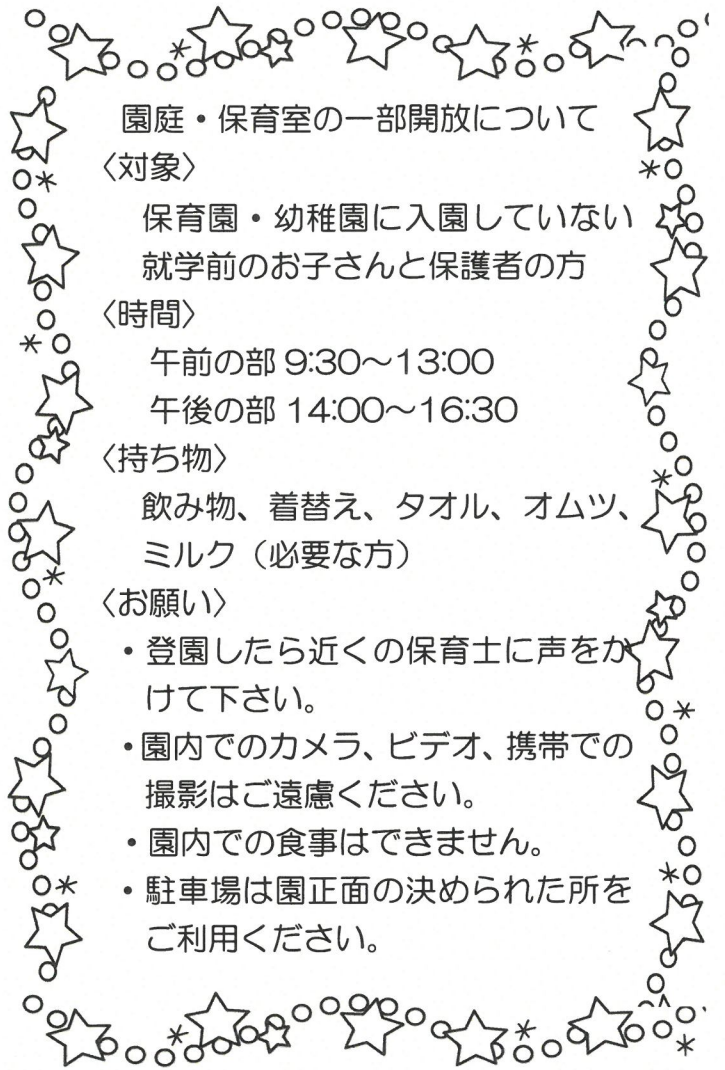 園庭・保育室の一部開放について
〈対象〉
保育園・幼稚園に入園していない
就学前のお子さんと保護者の方
〈時間〉
午前の部 9:30～13:00
午後の部 14:00～16:30
〈持ち物〉
飲み物、着替え、タオル、オムツ、
ミルク（必要な方）
〈お願い〉
・登園したら近くの保育士に声をか
けて下さい。
・園内でのカメラ、ビデオ、携帯での
撮影はご遠慮ください。
・園内での食事はできません。
・駐車場は園正面の決められた所を
ご利用ください。